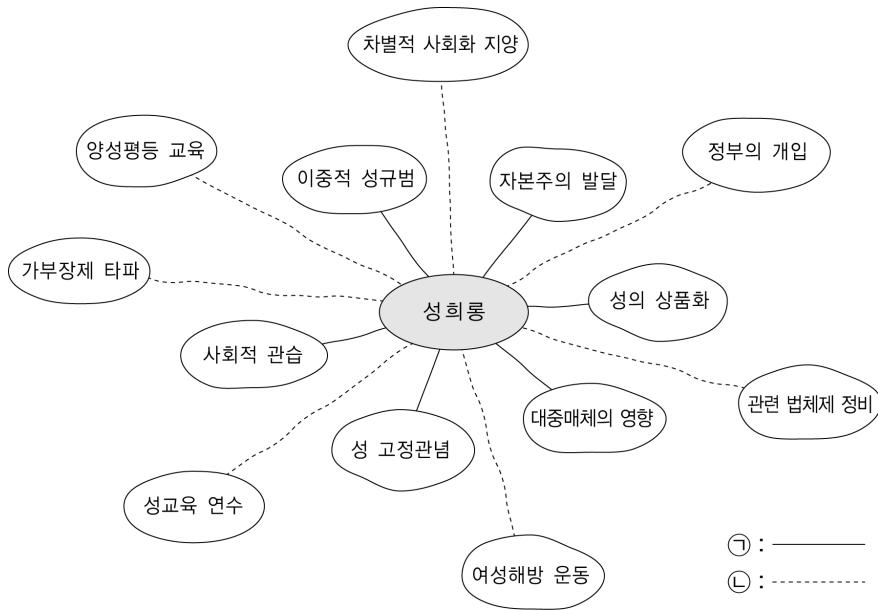 차별적 사회화 지양
양성평등 교육
이중적 성규범
자본주의 발달
정부의 개입
가부장제 타파
성희롱
성의 상품화
사회적 관습
관련 법체제 정비
대중매체의 영향
성 고정관념
성교육 연수
여성해방 운동
㉠ :
㉡ :